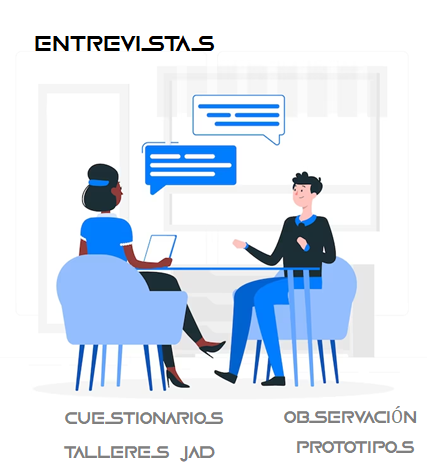 ENTREVISTAS
CUESTIONARIOS
OBSERVACIÓN
TALLERES JAD
PROTOTIPOS